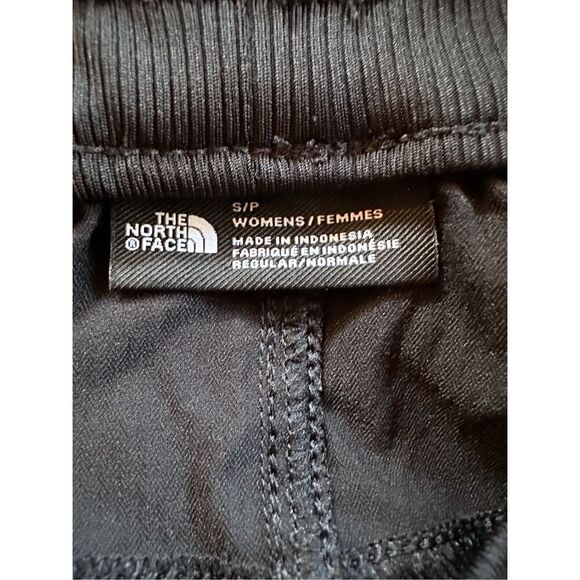 THE
NORTH
® FACE
S/P
WOMENS/FEMMES
MADE IN INDONESIA
FABRIQUÉ EN INDONÉSIE
REGULAR/NORMALE